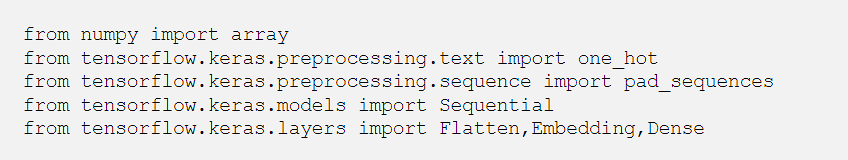 from numpy import array
from tensorflow.keras.preprocessing.text import one_hot
from tensorflow.keras.preprocessing.sequence import pad_sequences
from tensorflow.keras.models import Sequential
from tensorflow.keras.layers import Flatten,Embedding,Dense